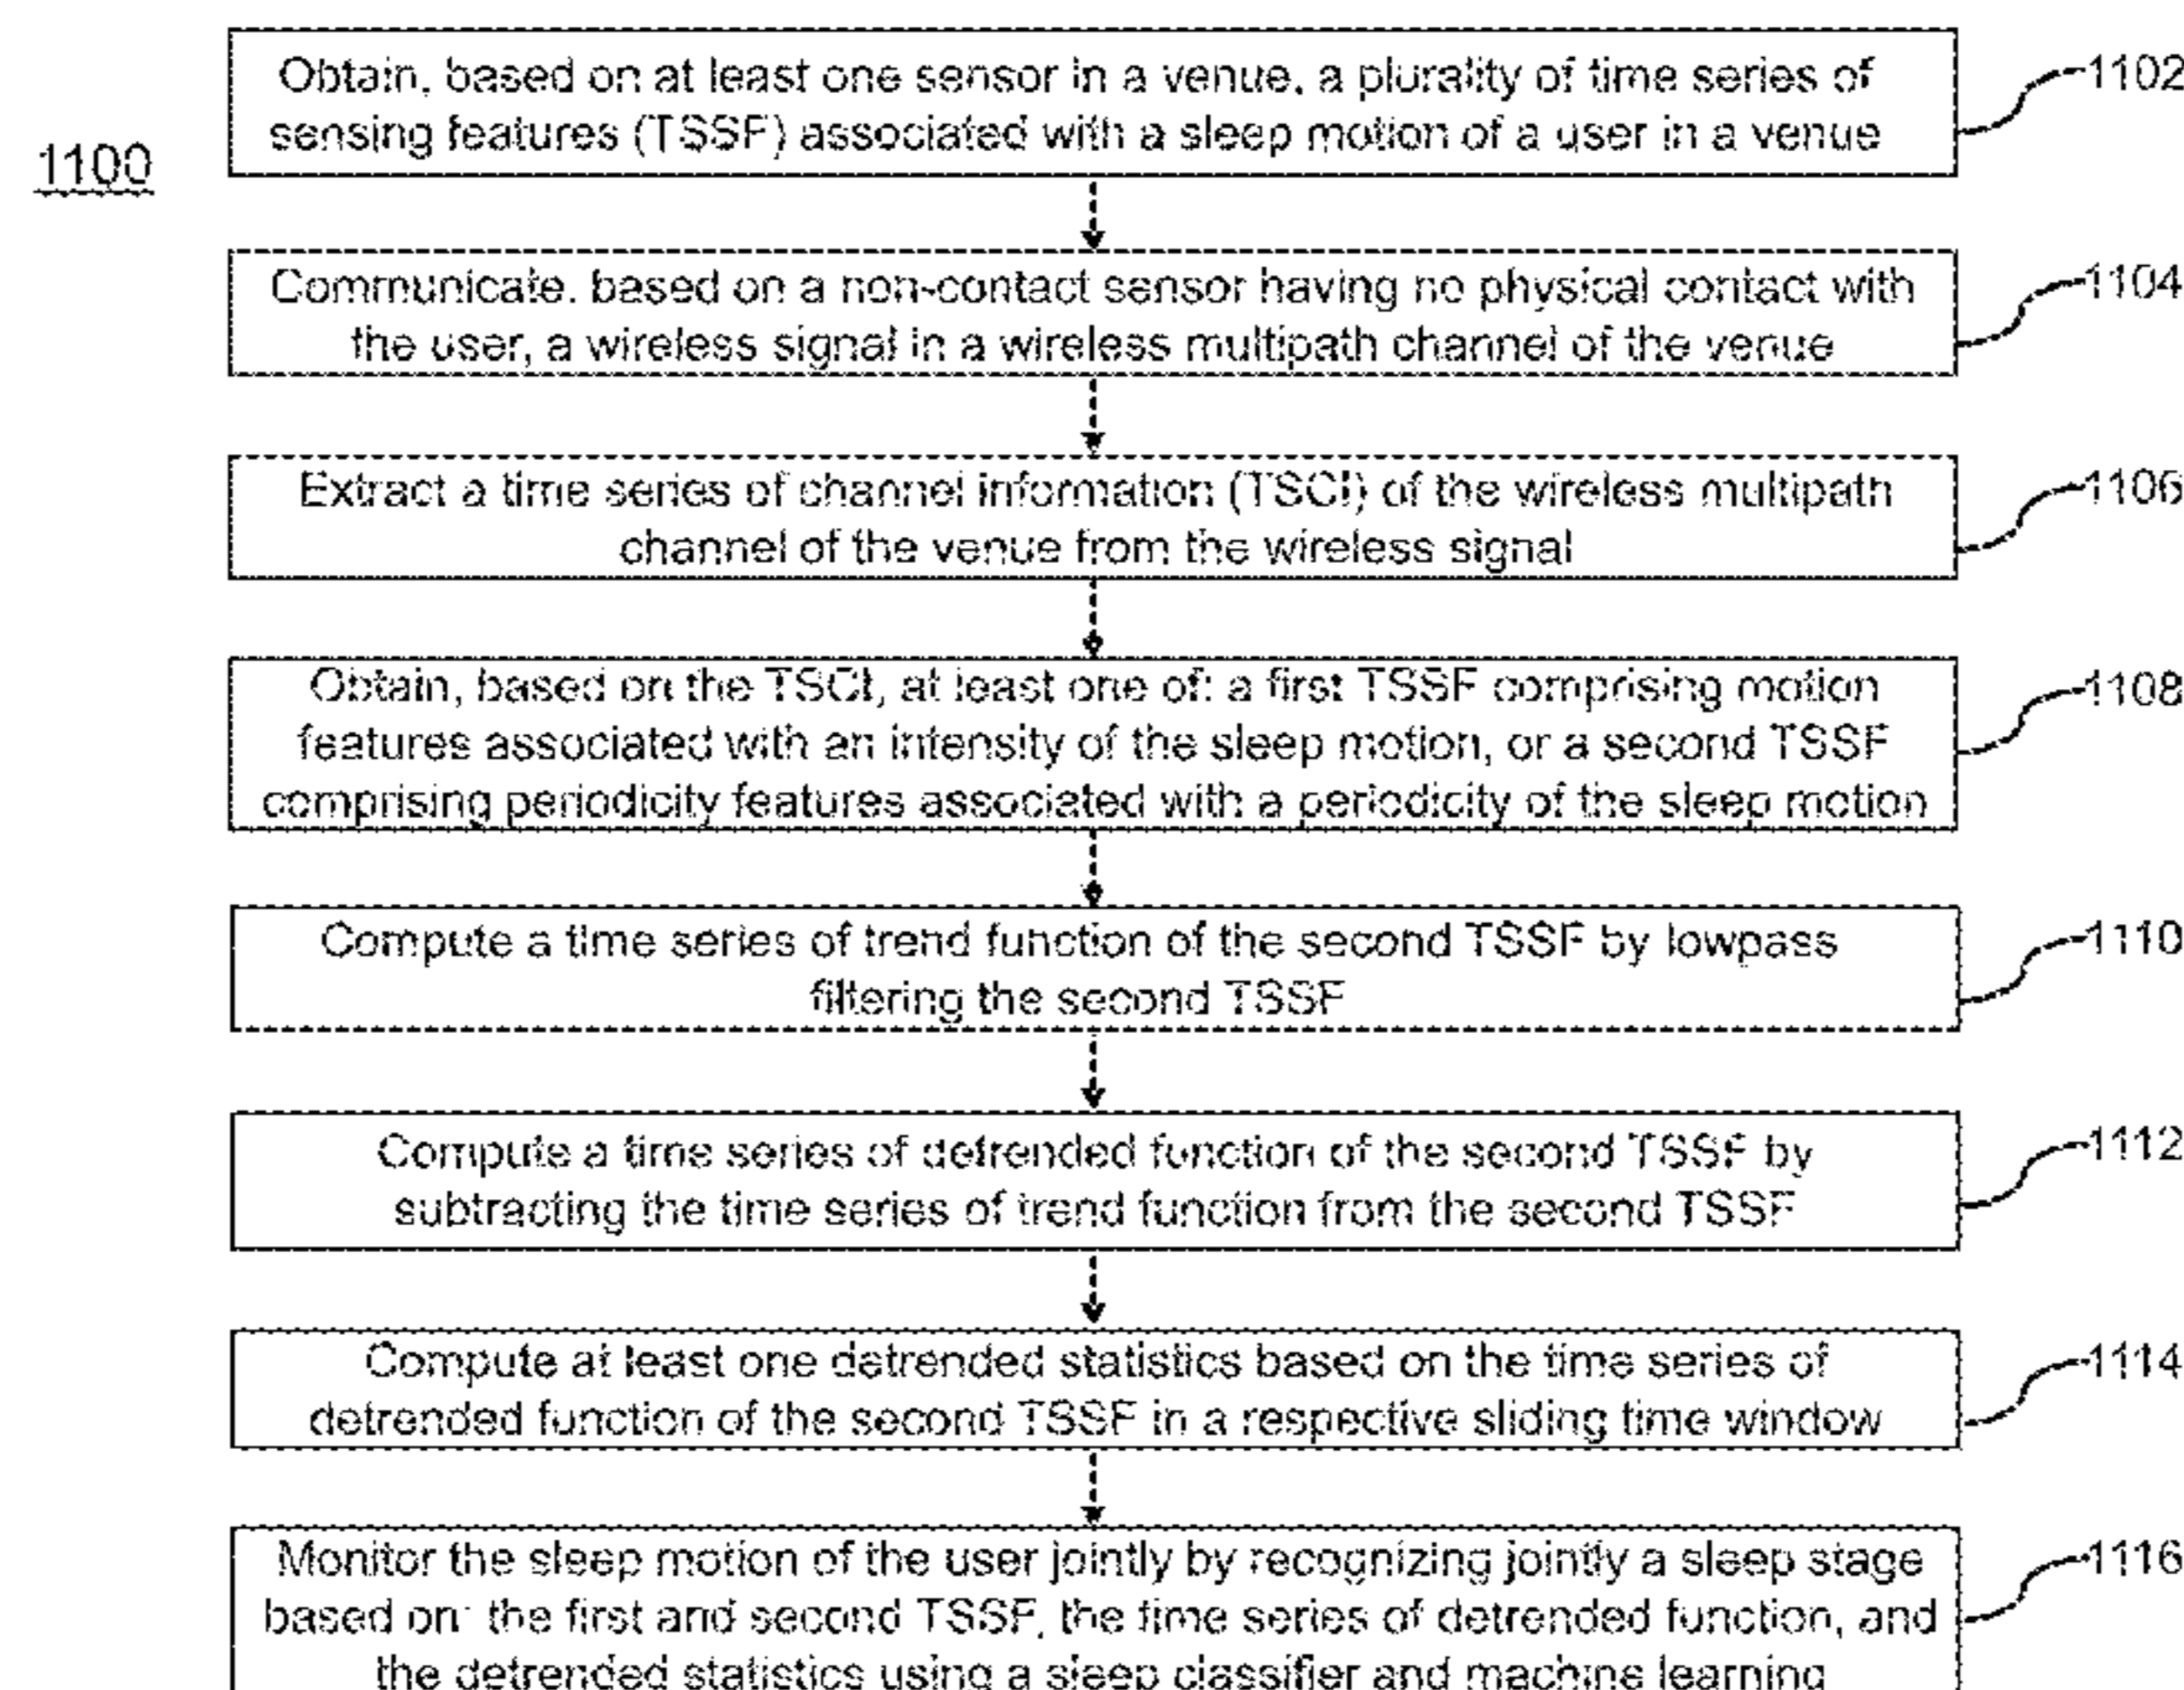 1100
Obtain, based on at least one sensor in a venue, a plurality of time series of
sensing features (TSSF) associated with a sleep motion of a user in a venue
1102
Communicate, based on a non-contact sensor having no physical contact with
the user, a wireless signal in a wireless multipath channel of the venue
1104
Extract a time series of channel information (TSCI) of the wireless multipath
channel of the venue from the wireless signal
1106
Obtain, based on the TSCI, at least one of: a first TSSF comprising motion
features associated with an intensity of the sleep motion, or a second TSSF
comprising periodicity features associated with a periodicity of the sleep motion
1108
Compute a time series of trend function of the second TSSF by lowpass
filtering the second TSSF
1110
Compute a time series of detrended function of the second TSSF by
subtracting the time series of trend function from the second TSSF
1112
Compute at least one detrended statistics based on the time series of
detrended function of the second TSSF in a respective sliding time window
1114
Monitor the sleep motion of the user jointly by recognizing jointly a sleep stage
based on: the first and second TSSF, the time series of detrended function, and
the detrended statistics using a sleep classifier and machine learning
1116